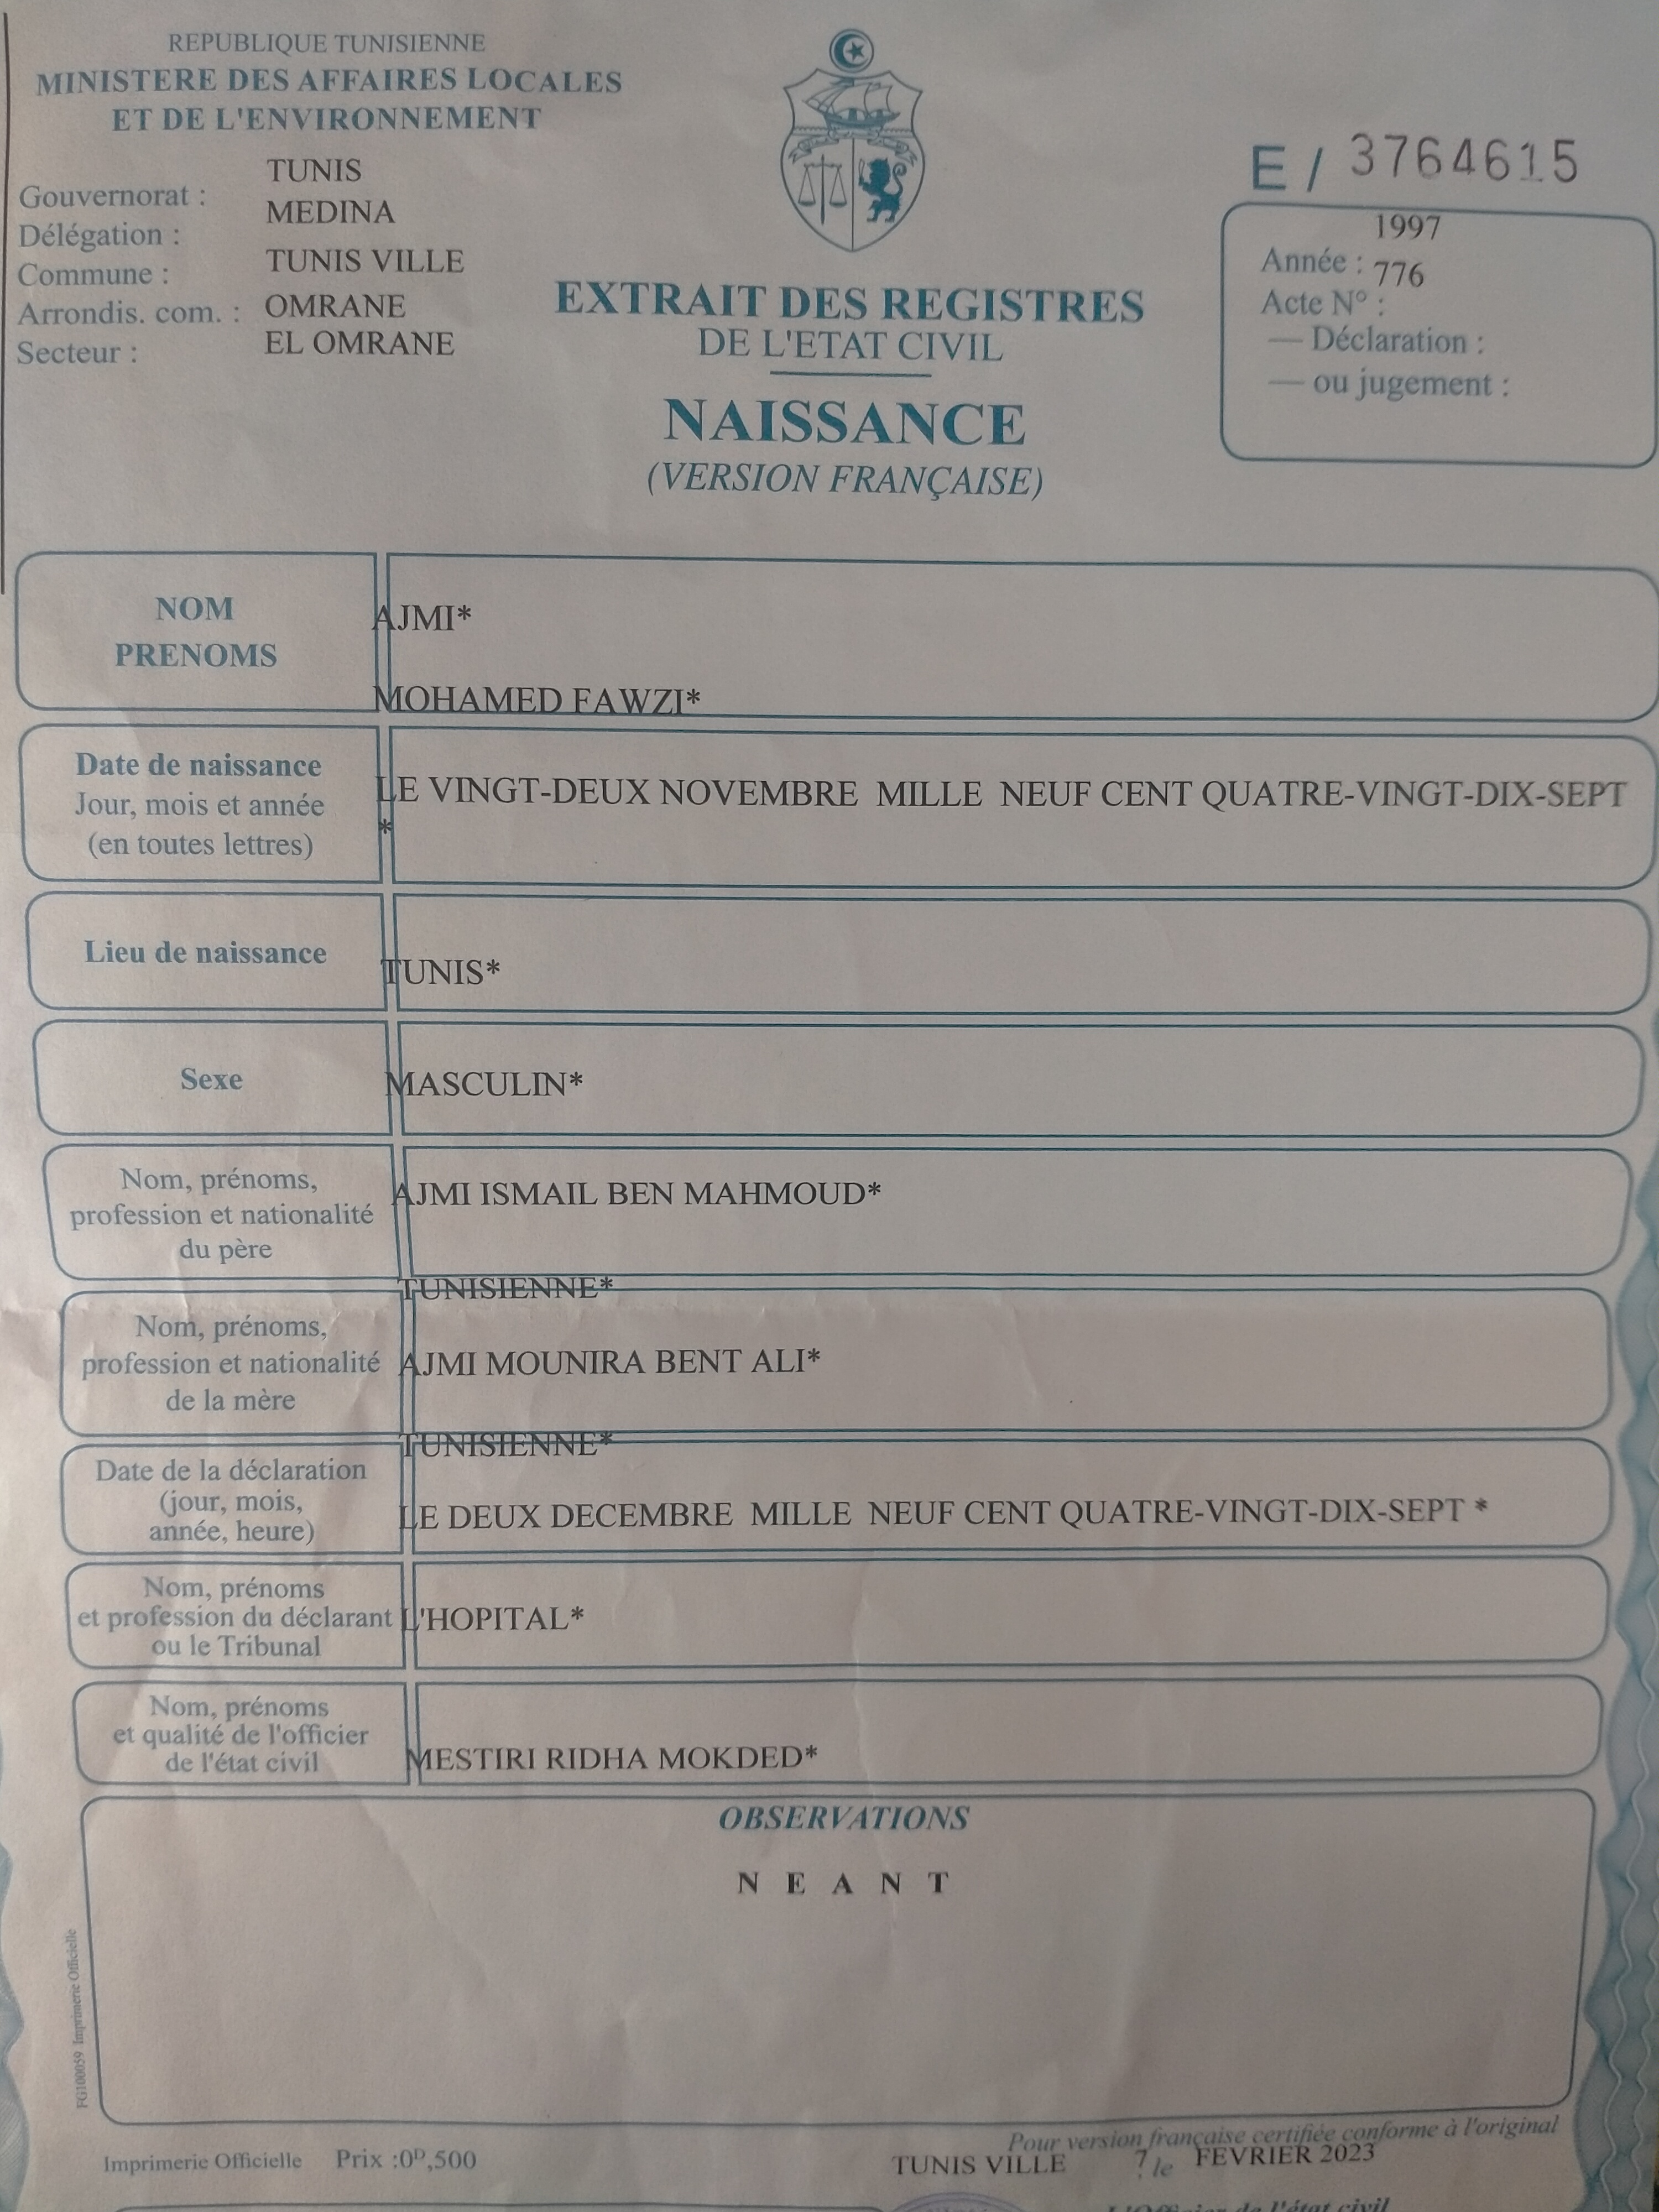 REPUBLIQUE TUNISIENNE
MINISTERE DES AFFAIRES LOCALES
ET DE L'ENVIRONNEMENT
Gouvernorat : TUNIS
Délégation : MEDINA
Commune : TUNIS VILLE
Arrondis. com. : OMRANE
Secteur : EL OMRANE
EXTRAIT DES REGISTRES
DE L'ETAT CIVIL
NAISSANCE
(VERSION FRANÇAISE)
E / 3764615
Année : 1997
Acte N° : 776
— Déclaration :
— ou jugement :
NOM
PRENOMS
AJMI*
MOHAMED FAWZI*
Date de naissance
Jour, mois et année
(en toutes lettres)
LE VINGT-DEUX NOVEMBRE MILLE NEUF CENT QUATRE-VINGT-DIX-SEPT
*
Lieu de naissance
TUNIS*
Sexe
MASCULIN*
Nom, prénoms,
profession et nationalité
du père
AJMI ISMAIL BEN MAHMOUD*
TUNISIENNE*
Nom, prénoms,
profession et nationalité
de la mère
AJMI MOUNIRA BENT ALI*
TUNISIENNE*
Date de la déclaration
(jour, mois,
année, heure)
LE DEUX DECEMBRE MILLE NEUF CENT QUATRE-VINGT-DIX-SEPT *
Nom, prénoms
et profession du déclarant
ou le Tribunal
L'HOPITAL*
Nom, prénoms
et qualité de l'officier
de l'état civil
MESTIRI RIDHA MOKDED*
OBSERVATIONS
N E A N T
FG100059 Imprimerie Officielle
Imprimerie Officielle Prix :0ᴰ,500
Pour version française certifiée conforme à l'original
TUNIS VILLE 7 le FEVRIER 2023
L'Officier de l'état civil